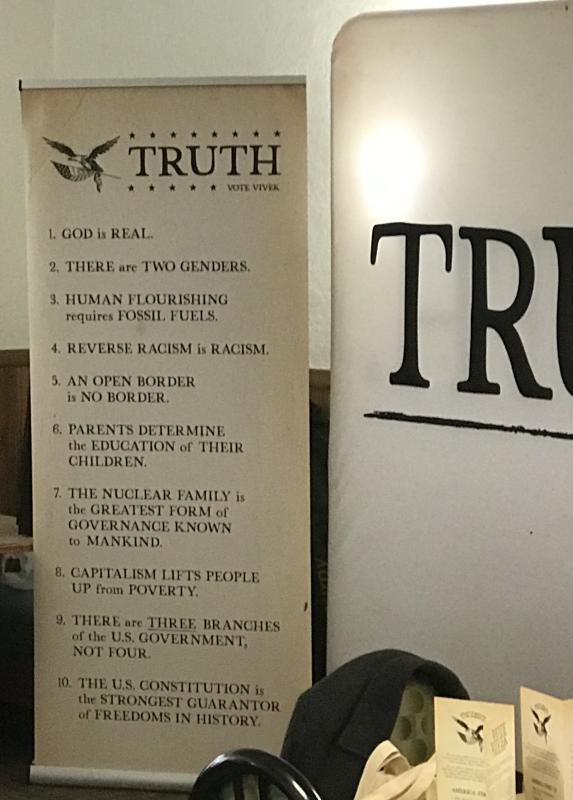 TRUTH
VOTE VIVEK
1. GOD is REAL.
2. THERE are TWO GENDERS.
3. HUMAN FLOURISHING
requires FOSSIL FUELS.
4. REVERSE RACISM is RACISM.
5. AN OPEN BORDER
is NO BORDER.
6. PARENTS DETERMINE
the EDUCATION of THEIR
CHILDREN.
7. THE NUCLEAR FAMILY is
the GREATEST FORM of
GOVERNANCE KNOWN
to MANKIND.
8. CAPITALISM LIFTS PEOPLE
UP from POVERTY.
9. THERE are THREE BRANCHES
of the U.S. GOVERNMENT,
NOT FOUR.
10. THE U.S. CONSTITUTION is
the STRONGEST GUARANTOR
of FREEDOMS IN HISTORY.
TRU
VOTE
VIVEK